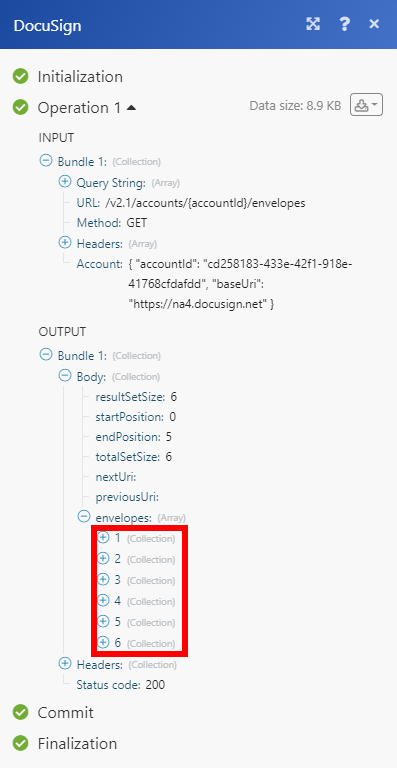 DocuSign ? ×
Initialization
Operation 1 Data size: 8.9 KB
INPUT
Bundle 1: (Collection)
Query String: (Array)
URL: /v2.1/accounts/{accountId}/envelopes
Method: GET
Headers: (Array)
Account: { "accountId": "cd258183-433e-42f1-918e-
41768cfdafdd", "baseUri":
"https://na4.docusign.net" }
OUTPUT
Bundle 1: (Collection)
Body: (Collection)
resultSetSize: 6
startPosition: 0
endPosition: 5
totalSetSize: 6
nextUri:
previousUri:
envelopes: (Array)
1 (Collection)
2 (Collection)
3 (Collection)
4 (Collection)
5 (Collection)
6 (Collection)
Headers: (Collection)
Status code: 200
Commit
Finalization